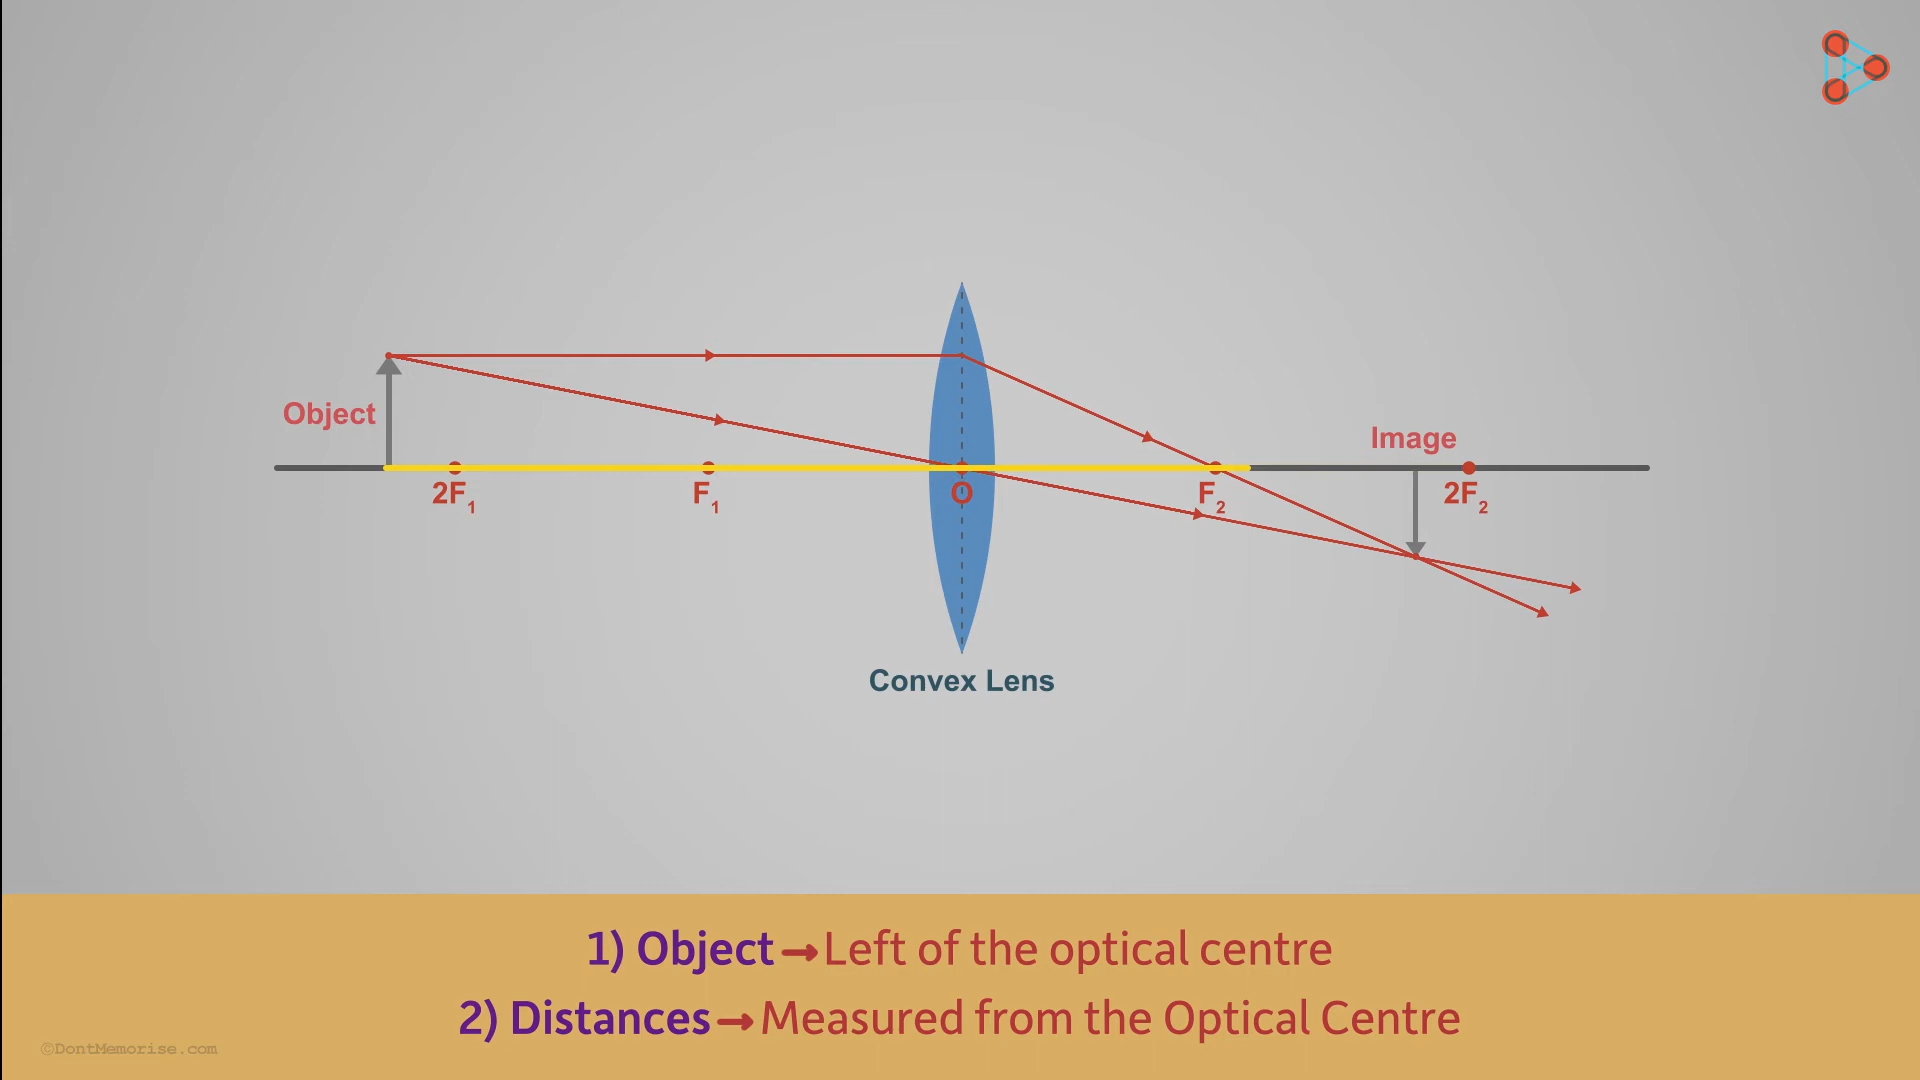 Object
Image
2F₁
F₁
O
F₂
2F₂
Convex Lens
1) Object→Left of the optical centre
2) Distances→Measured from the Optical Centre
©DontMemorise.com